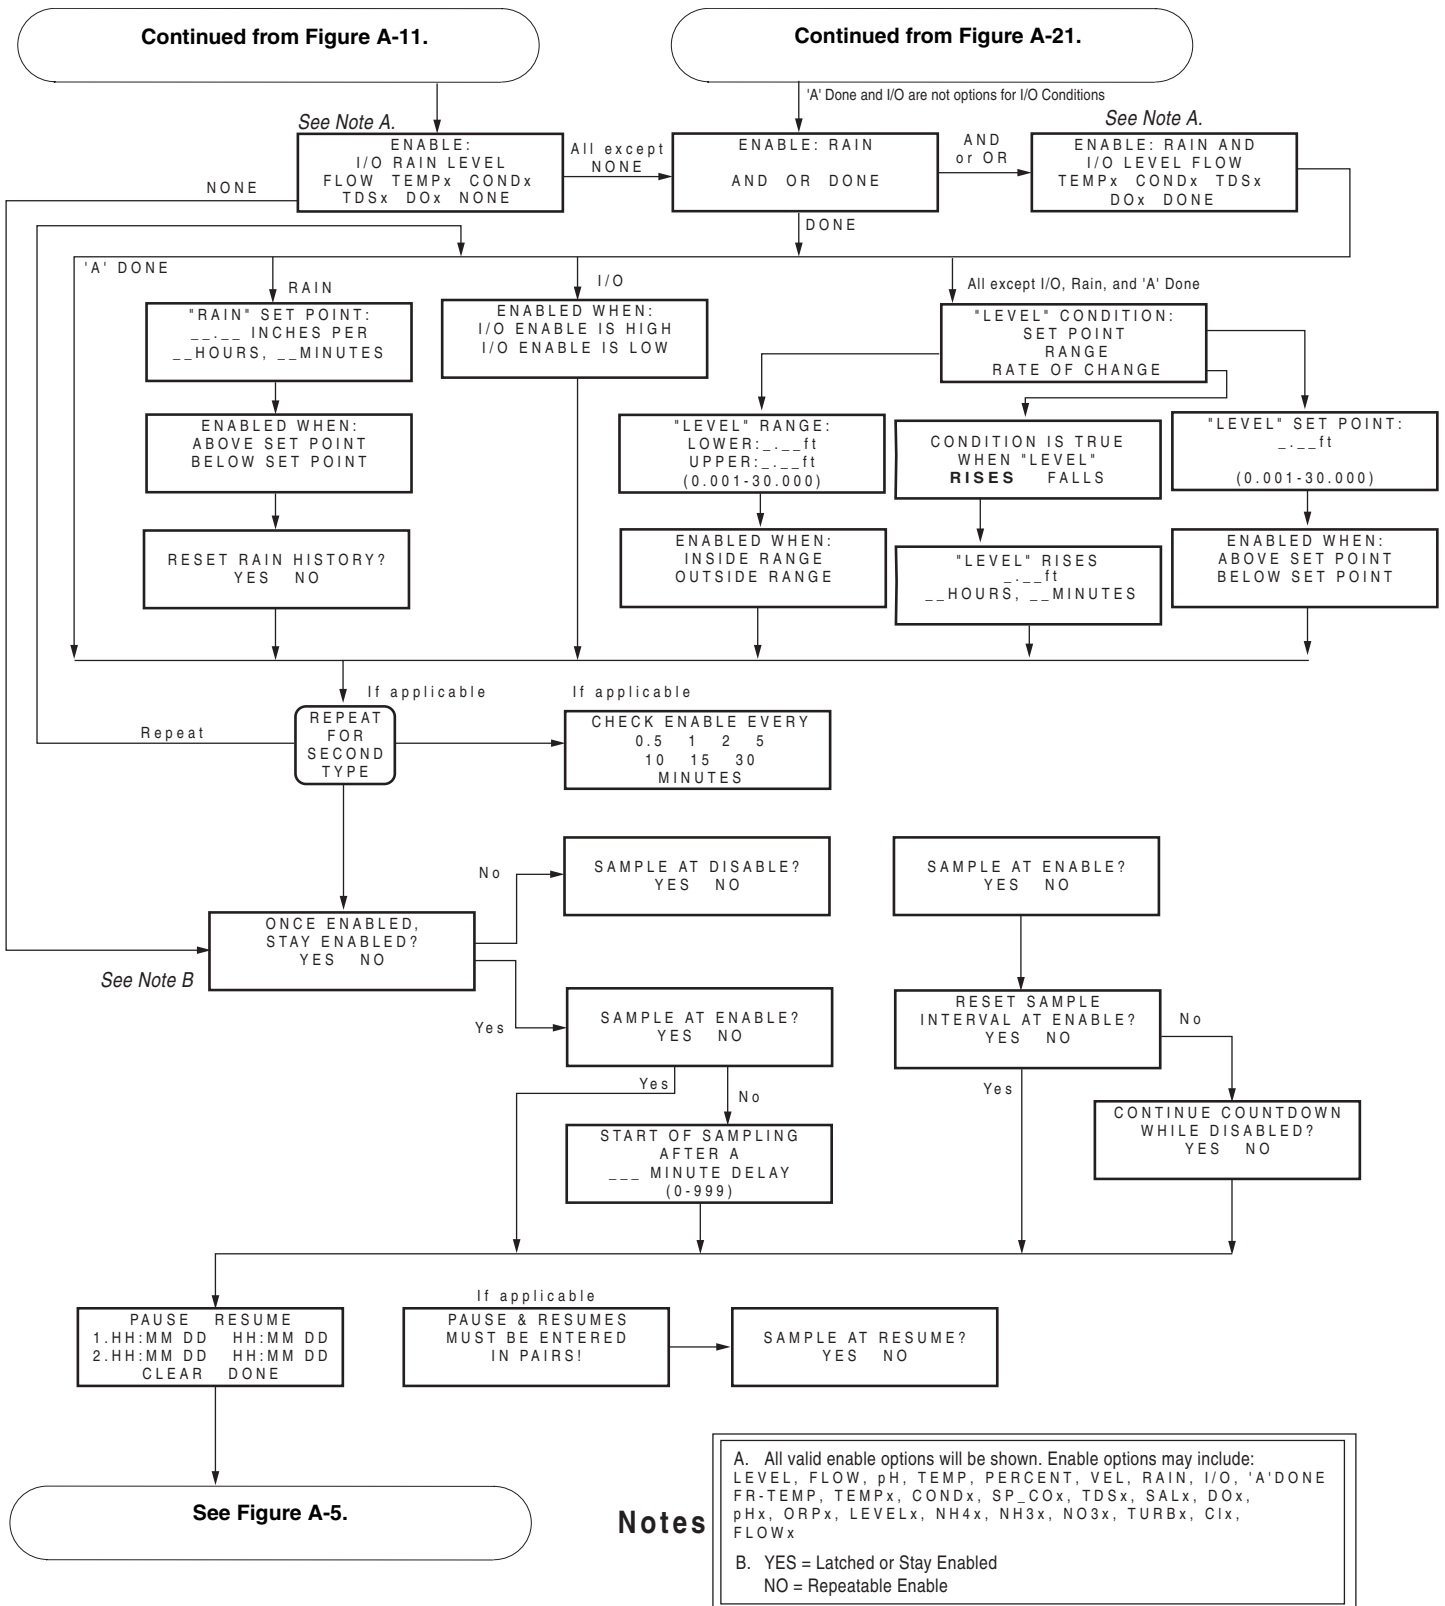 Continued from Figure A-11.
Continued from Figure A-21.
'A' Done and I/O are not options for I/O Conditions
See Note A.
ENABLE:
I/O RAIN LEVEL
FLOW TEMPx CONDx
TDSx DOx NONE
All except
NONE
ENABLE: RAIN
AND OR DONE
AND
or OR
See Note A.
ENABLE: RAIN AND
I/O LEVEL FLOW
TEMPx CONDx TDSx
DOx DONE
NONE
DONE
'A' DONE
RAIN
I/O
All except I/O, Rain, and 'A' Done
"RAIN" SET POINT:
__.__ INCHES PER
__HOURS, __MINUTES
ENABLED WHEN:
I/O ENABLE IS HIGH
I/O ENABLE IS LOW
"LEVEL" CONDITION:
SET POINT
RANGE
RATE OF CHANGE
ENABLED WHEN:
ABOVE SET POINT
BELOW SET POINT
"LEVEL" RANGE:
LOWER:_.__ft
UPPER:_.__ft
(0.001-30.000)
CONDITION IS TRUE
WHEN "LEVEL"
RISES FALLS
"LEVEL" SET POINT:
_.__ft
(0.001-30.000)
RESET RAIN HISTORY?
YES NO
ENABLED WHEN:
INSIDE RANGE
OUTSIDE RANGE
"LEVEL" RISES
_.__ft
__HOURS, __MINUTES
ENABLED WHEN:
ABOVE SET POINT
BELOW SET POINT
If applicable
If applicable
Repeat
REPEAT
FOR
SECOND
TYPE
CHECK ENABLE EVERY
0.5 1 2 5
10 15 30
MINUTES
No
SAMPLE AT DISABLE?
YES NO
SAMPLE AT ENABLE?
YES NO
ONCE ENABLED,
STAY ENABLED?
YES NO
See Note B
Yes
SAMPLE AT ENABLE?
YES NO
RESET SAMPLE
INTERVAL AT ENABLE?
YES NO
No
Yes
No
Yes
START OF SAMPLING
AFTER A
___ MINUTE DELAY
(0-999)
CONTINUE COUNTDOWN
WHILE DISABLED?
YES NO
PAUSE RESUME
1.HH:MM DD HH:MM DD
2.HH:MM DD HH:MM DD
CLEAR DONE
If applicable
PAUSE & RESUMES
MUST BE ENTERED
IN PAIRS!
SAMPLE AT RESUME?
YES NO
See Figure A-5.
Notes
A. All valid enable options will be shown. Enable options may include:
LEVEL, FLOW, pH, TEMP, PERCENT, VEL, RAIN, I/O, 'A'DONE
FR-TEMP, TEMPx, CONDx, SP_COx, TDSx, SALx, DOx,
pHx, ORPx, LEVELx, NH4x, NH3x, NO3x, TURBx, Clx,
FLOWx
B. YES = Latched or Stay Enabled
NO = Repeatable Enable